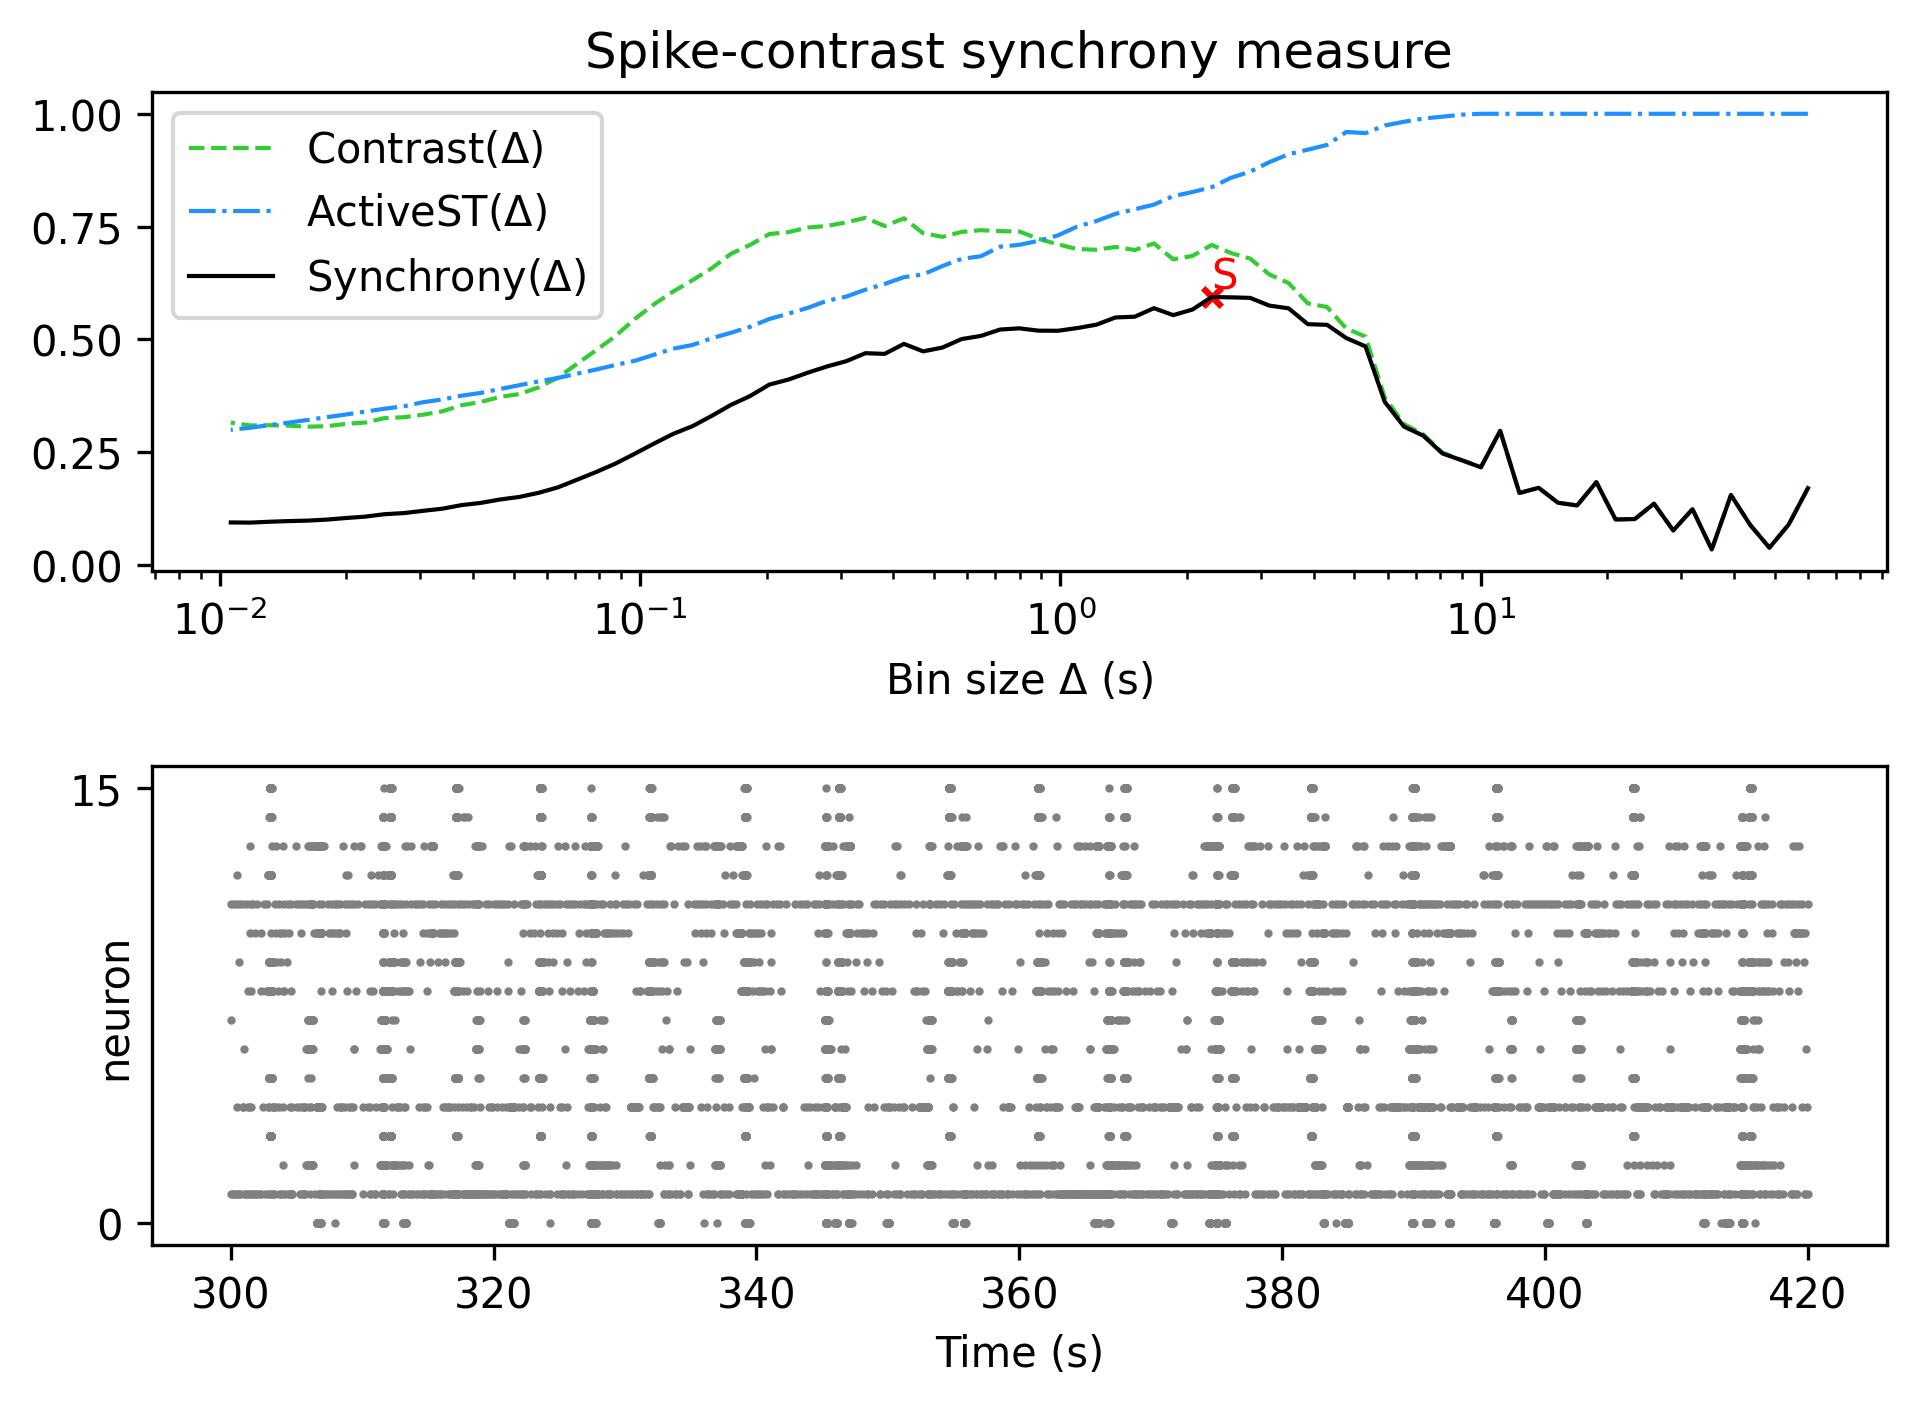 Spike-contrast synchrony measure
1.00
0.75
0.50
0.25
0.00
Contrast(Δ)
ActiveST(Δ)
Synchrony(Δ)
S
10⁻² 10⁻¹ 10⁰ 10¹
Bin size Δ (s)
15
0
neuron
300 320 340 360 380 400 420
Time (s)